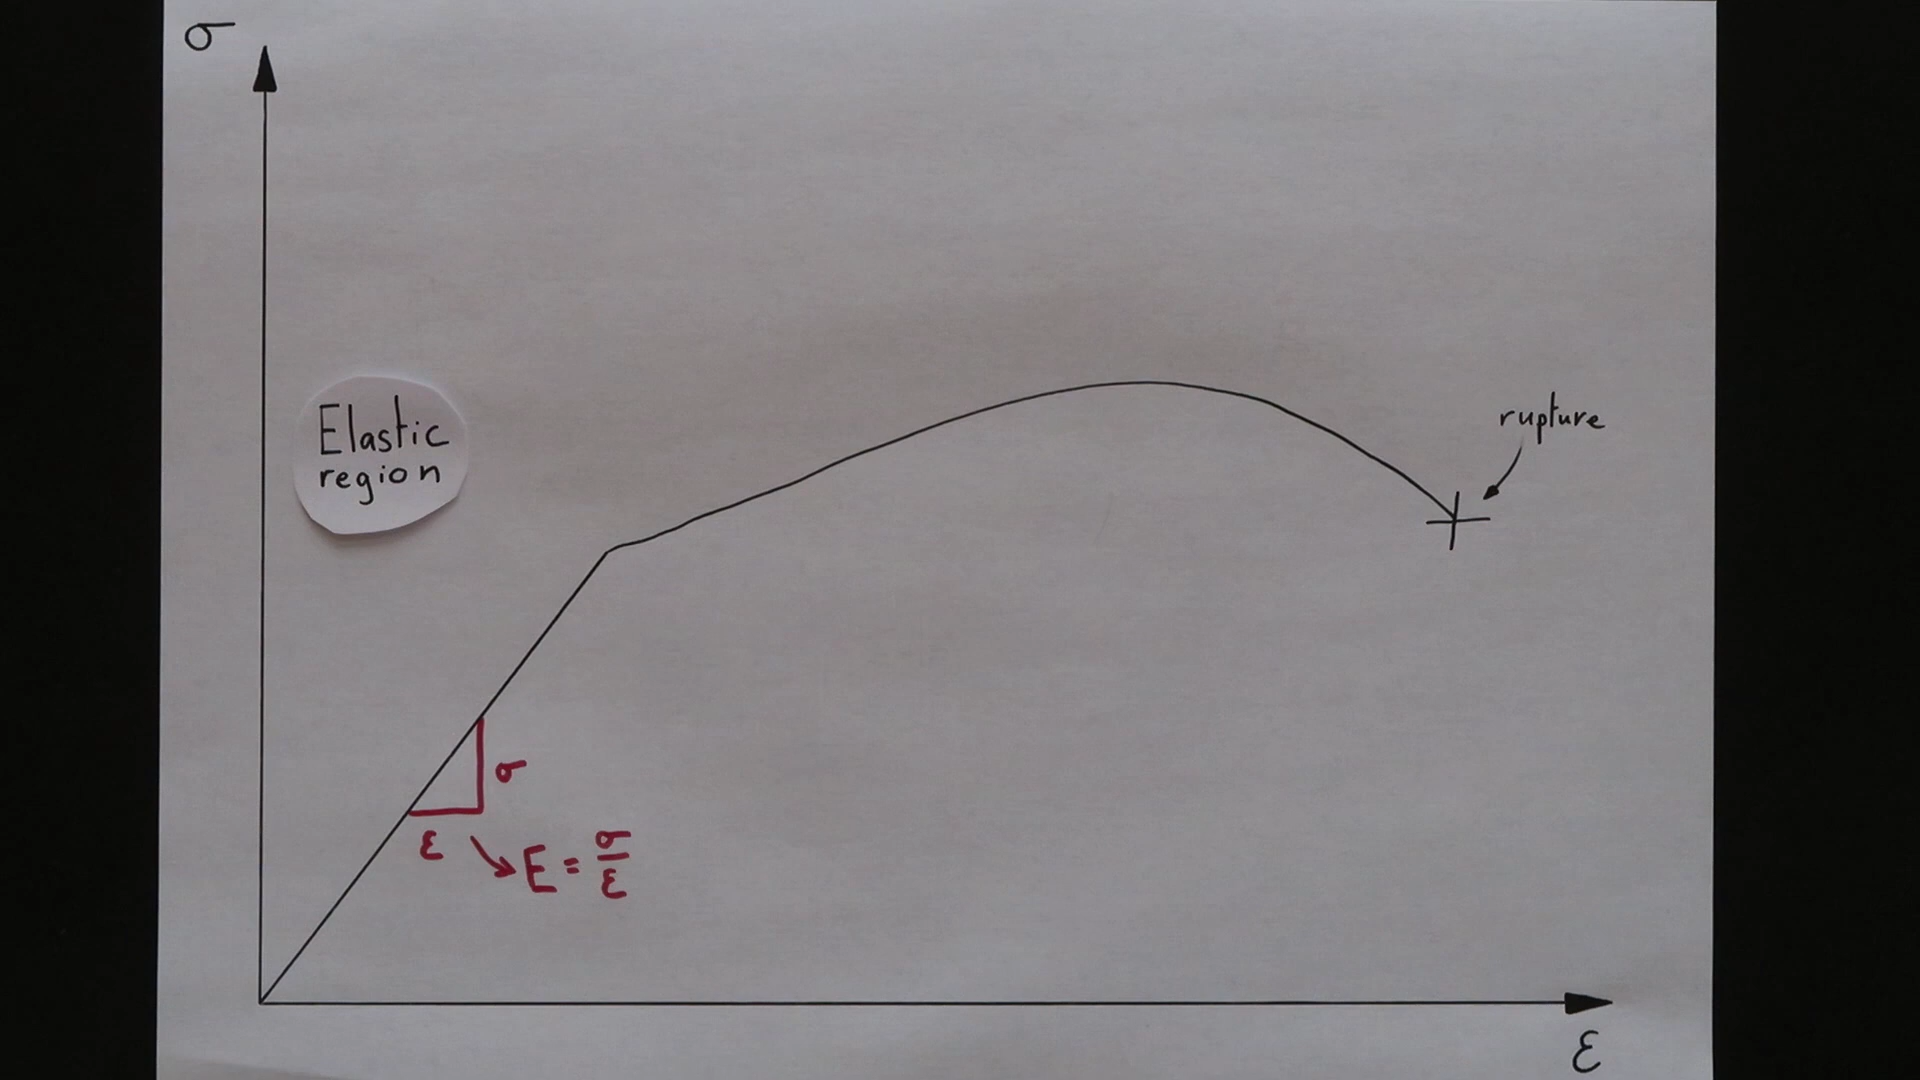 σ
Elastic
region
rupture
σ
ε
E = σ/ε
ε